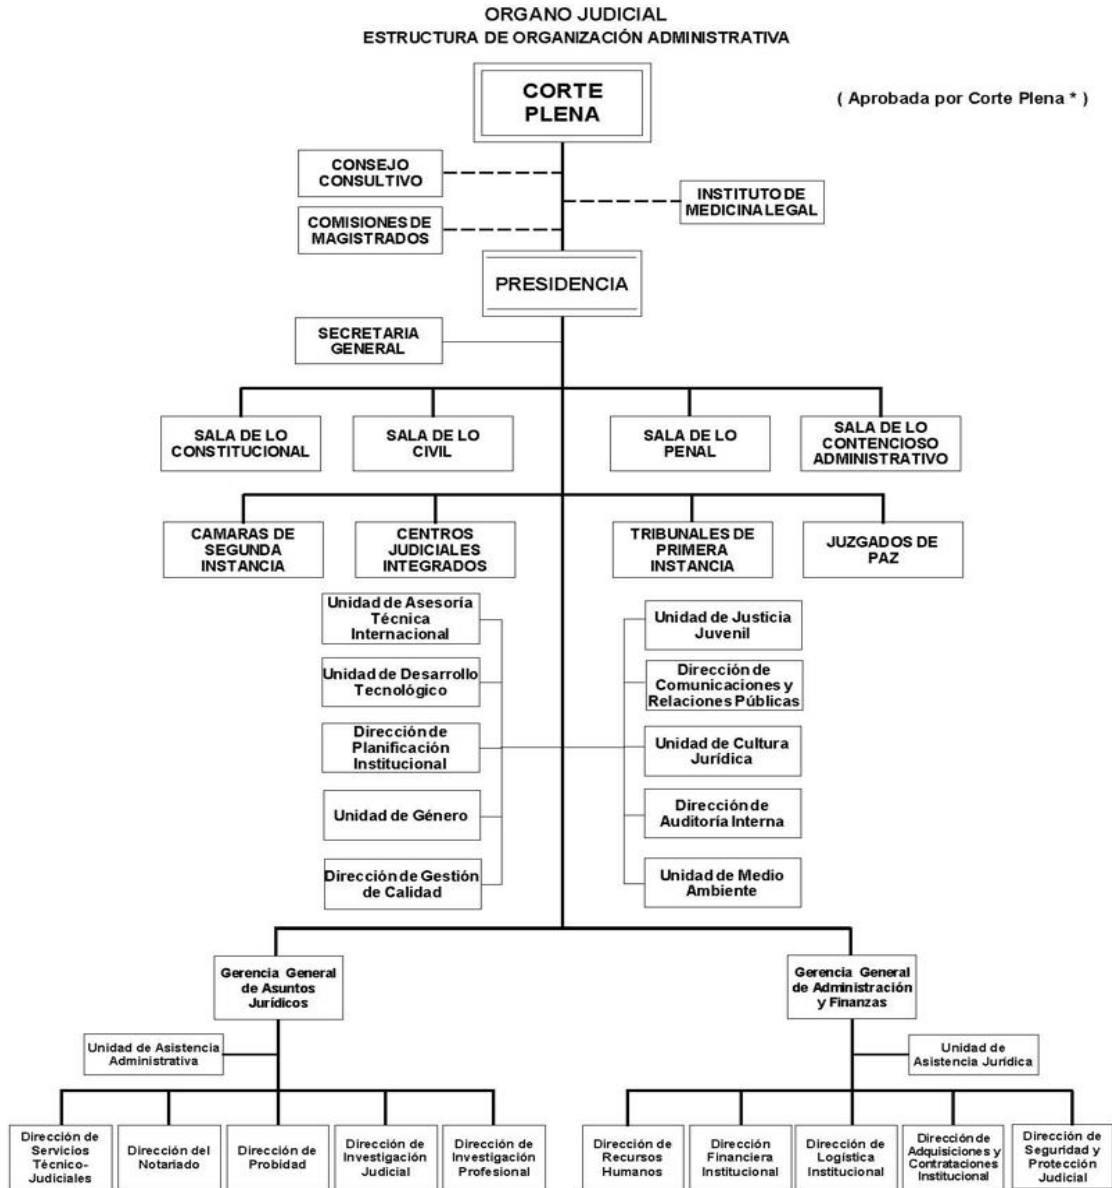 ORGANO JUDICIAL
ESTRUCTURA DE ORGANIZACIÓN ADMINISTRATIVA
CORTE
PLENA
( Aprobada por Corte Plena * )
CONSEJO
CONSULTIVO
INSTITUTO DE
MEDICINA LEGAL
COMISIONES DE
MAGISTRADOS
PRESIDENCIA
SECRETARIA
GENERAL
SALA DE LO
CONSTITUCIONAL
SALA DE LO
CIVIL
SALA DE LO
PENAL
SALA DE LO
CONTENCIOSO
ADMINISTRATIVO
CAMARAS DE
SEGUNDA
INSTANCIA
CENTROS
JUDICIALES
INTEGRADOS
TRIBUNALES DE
PRIMERA
INSTANCIA
JUZGADOS DE
PAZ
Unidad de Asesoría
Técnica
Internacional
Unidad de Justicia
Juvenil
Unidad de Desarrollo
Tecnológico
Dirección de
Comunicaciones y
Relaciones Públicas
Dirección de
Planificación
Institucional
Unidad de Cultura
Jurídica
Unidad de Género
Dirección de
Auditoría Interna
Dirección de Gestión
de Calidad
Unidad de Medio
Ambiente
Gerencia General
de Asuntos
Jurídicos
Gerencia General
de Administración
y Finanzas
Unidad de Asistencia
Administrativa
Unidad de
Asistencia Jurídica
Dirección de
Servicios
Técnico-
Judiciales
Dirección del
Notariado
Dirección de
Probidad
Dirección de
Investigación
Judicial
Dirección de
Investigación
Profesional
Dirección de
Recursos
Humanos
Dirección
Financiera
Institucional
Dirección de
Logística
Institucional
Dirección de
Adquisiciones y
Contrataciones
Institucional
Dirección de
Seguridad y
Protección
Judicial